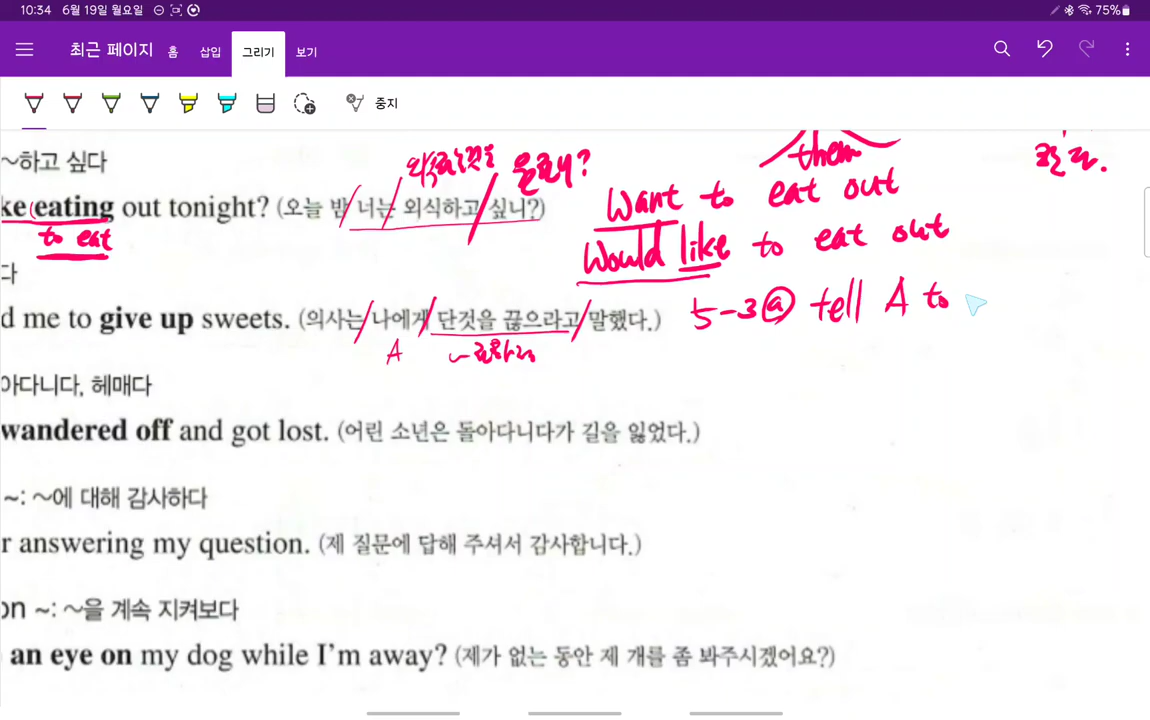 10:34 6월 19일 월요일 75%
최근 페이지 홈 삽입 그리기 보기
중지
them
~하고 싶다
외식하는것을 을로래?
Want to eat out
ke eating out tonight? (오늘 밤 너는 외식하고 싶니?)
to eat
Would like to eat out
다
d me to give up sweets. (의사는 나에게 단것을 끊으라고 말했다.)
5-3 ⓐ tell A to
A
아다니다, 헤매다
wandered off and got lost. (어린 소년은 돌아다니다가 길을 잃었다.)
~: ~에 대해 감사하다
r answering my question. (제 질문에 답해 주셔서 감사합니다.)
on ~: ~을 계속 지켜보다
an eye on my dog while I'm away? (제가 없는 동안 제 개를 좀 봐주시겠어요?)